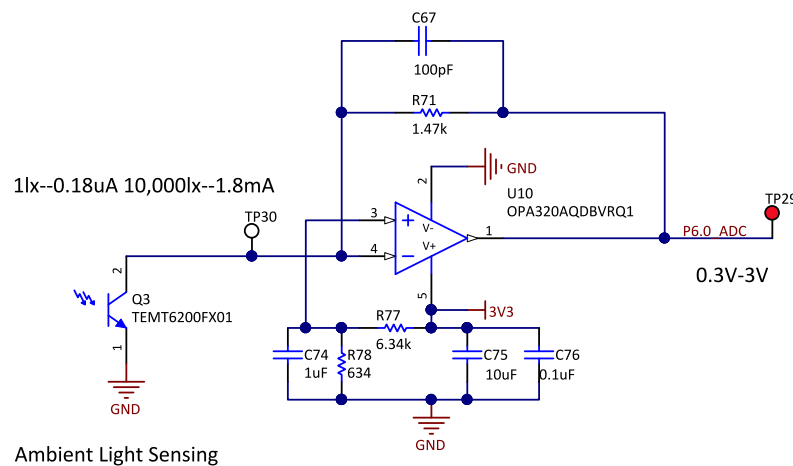 C67
100pF
R71
1.47k
2
GND
1lx--0.18uA 10,000lx--1.8mA
U10
OPA320AQDBVRQ1
TP30
3
+
V-
V+
1
P6.0_ADC
TP29
4
−
0.3V-3V
2
Q3
TEMT6200FX01
5
3V3
R77
6.34k
1
C74
1uF
R78
634
C75
10uF
C76
0.1uF
GND
GND
Ambient Light Sensing